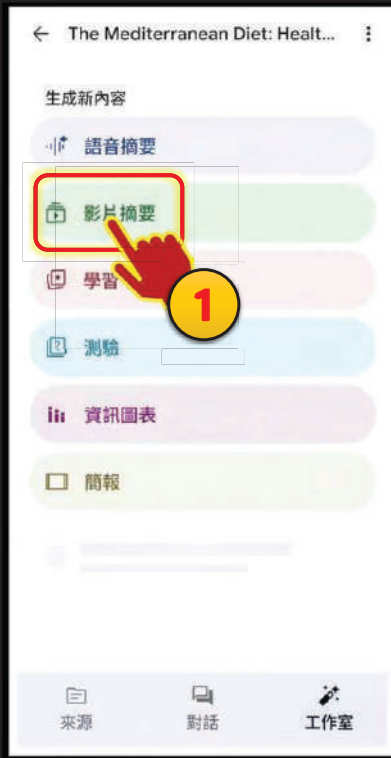 The Mediterranean Diet: Healt...
生成新內容
語音摘要
影片摘要
學習
1
測驗
資訊圖表
簡報
來源
對話
工作室